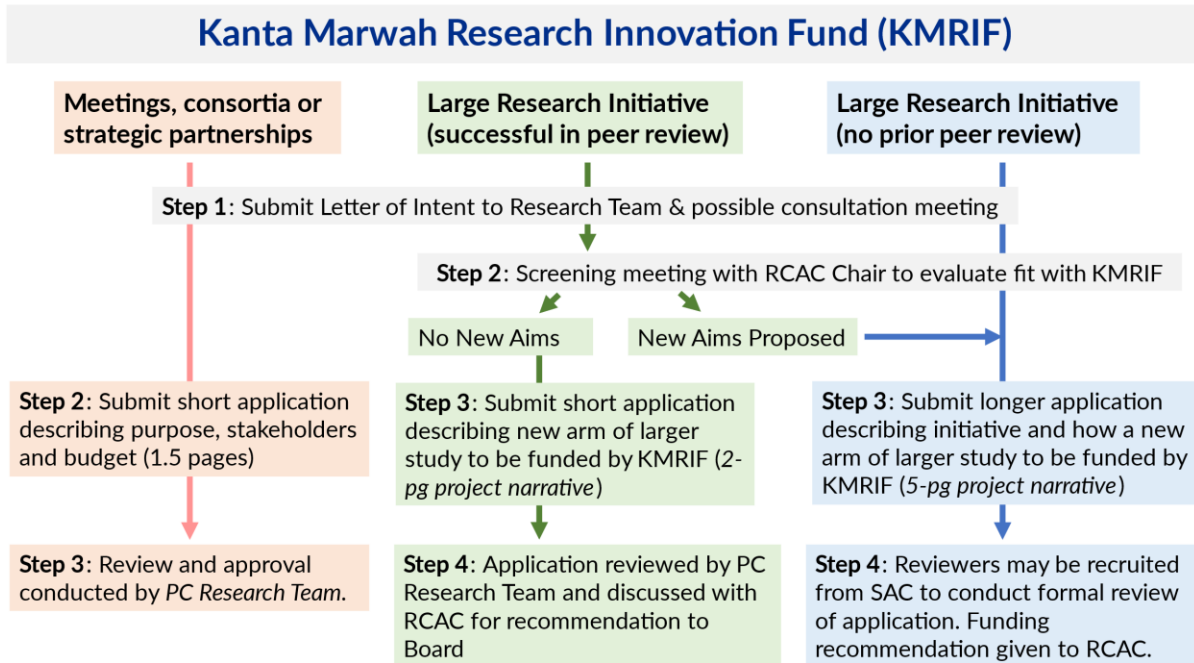 Kanta Marwah Research Innovation Fund (KMRIF)
Meetings, consortia or
strategic partnerships
Large Research Initiative
(successful in peer review)
Large Research Initiative
(no prior peer review)
Step 1: Submit Letter of Intent to Research Team & possible consultation meeting
Step 2: Screening meeting with RCAC Chair to evaluate fit with KMRIF
No New Aims
New Aims Proposed
Step 2: Submit short application
describing purpose, stakeholders
and budget (1.5 pages)
Step 3: Submit short application
describing new arm of larger
study to be funded by KMRIF (2-
pg project narrative)
Step 3: Submit longer application
describing initiative and how a new
arm of larger study to be funded by
KMRIF (5-pg project narrative)
Step 3: Review and approval
conducted by PC Research Team.
Step 4: Application reviewed by PC
Research Team and discussed with
RCAC for recommendation to
Board
Step 4: Reviewers may be recruited
from SAC to conduct formal review
of application. Funding
recommendation given to RCAC.